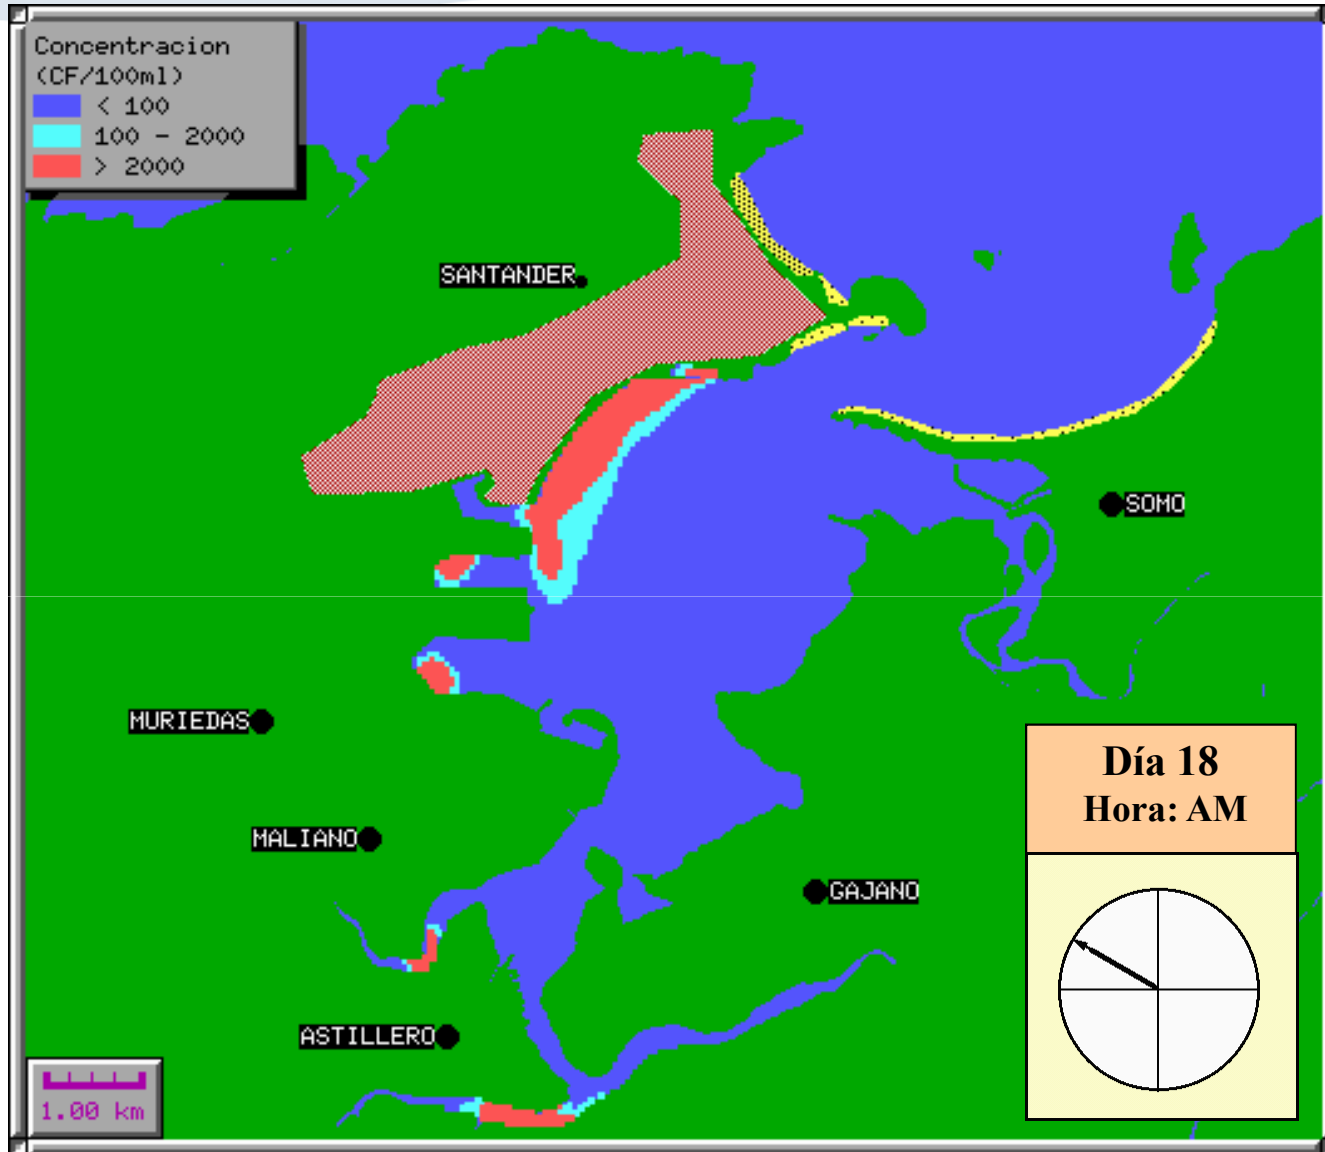 Concentracion
(CF/100ml)
< 100
100 - 2000
> 2000
SANTANDER
SOMO
MURIEDAS
Día 18
Hora: AM
MALIANO
GAJANO
ASTILLERO
1.00 km